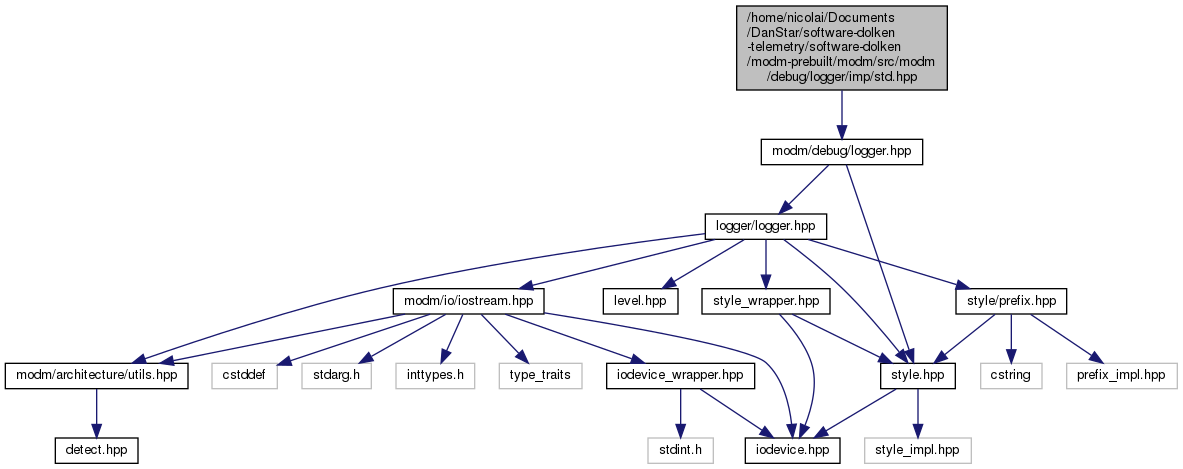 /home/nicolai/Documents
/DanStar/software-dolken
-telemetry/software-dolken
/modm-prebuilt/modm/src/modm
/debug/logger/imp/std.hpp
modm/debug/logger.hpp
logger/logger.hpp
modm/io/iostream.hpp
level.hpp
style_wrapper.hpp
style/prefix.hpp
modm/architecture/utils.hpp
cstddef
stdarg.h
inttypes.h
type_traits
iodevice_wrapper.hpp
style.hpp
cstring
prefix_impl.hpp
detect.hpp
stdint.h
iodevice.hpp
style_impl.hpp